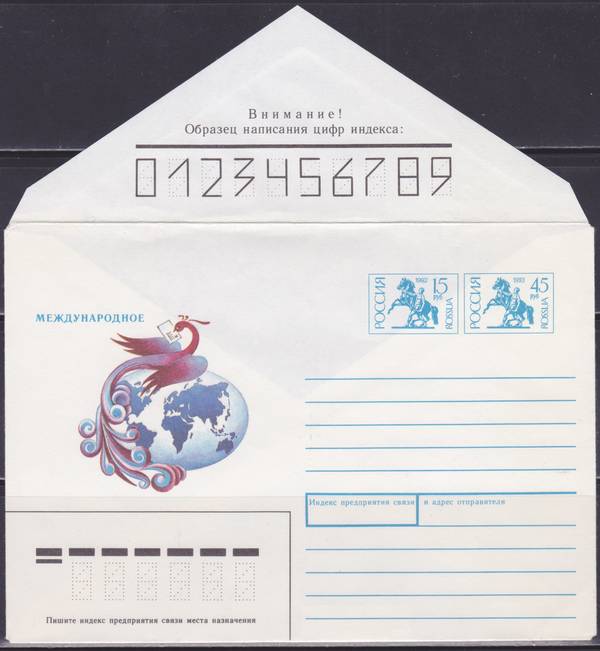 Внимание!
Образец написания цифр индекса:
0123456789
РОССИЯ 1992 15 руб ROSSIJA
РОССИЯ 1993 45 руб ROSSIJA
МЕЖДУНАРОДНОЕ
Индекс предприятия связи и адрес отправителя
Пишите индекс предприятия связи места назначения